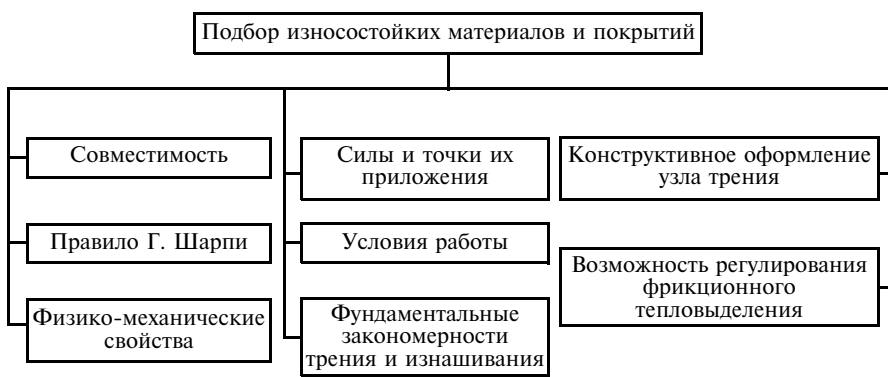 Подбор износостойких материалов и покрытий
Совместимость
Правило Г. Шарпи
Физико-механические
свойства
Силы и точки их
приложения
Условия работы
Фундаментальные
закономерности
трения и изнашивания
Конструктивное оформление
узла трения
Возможность регулирования
фрикционного
тепловыделения